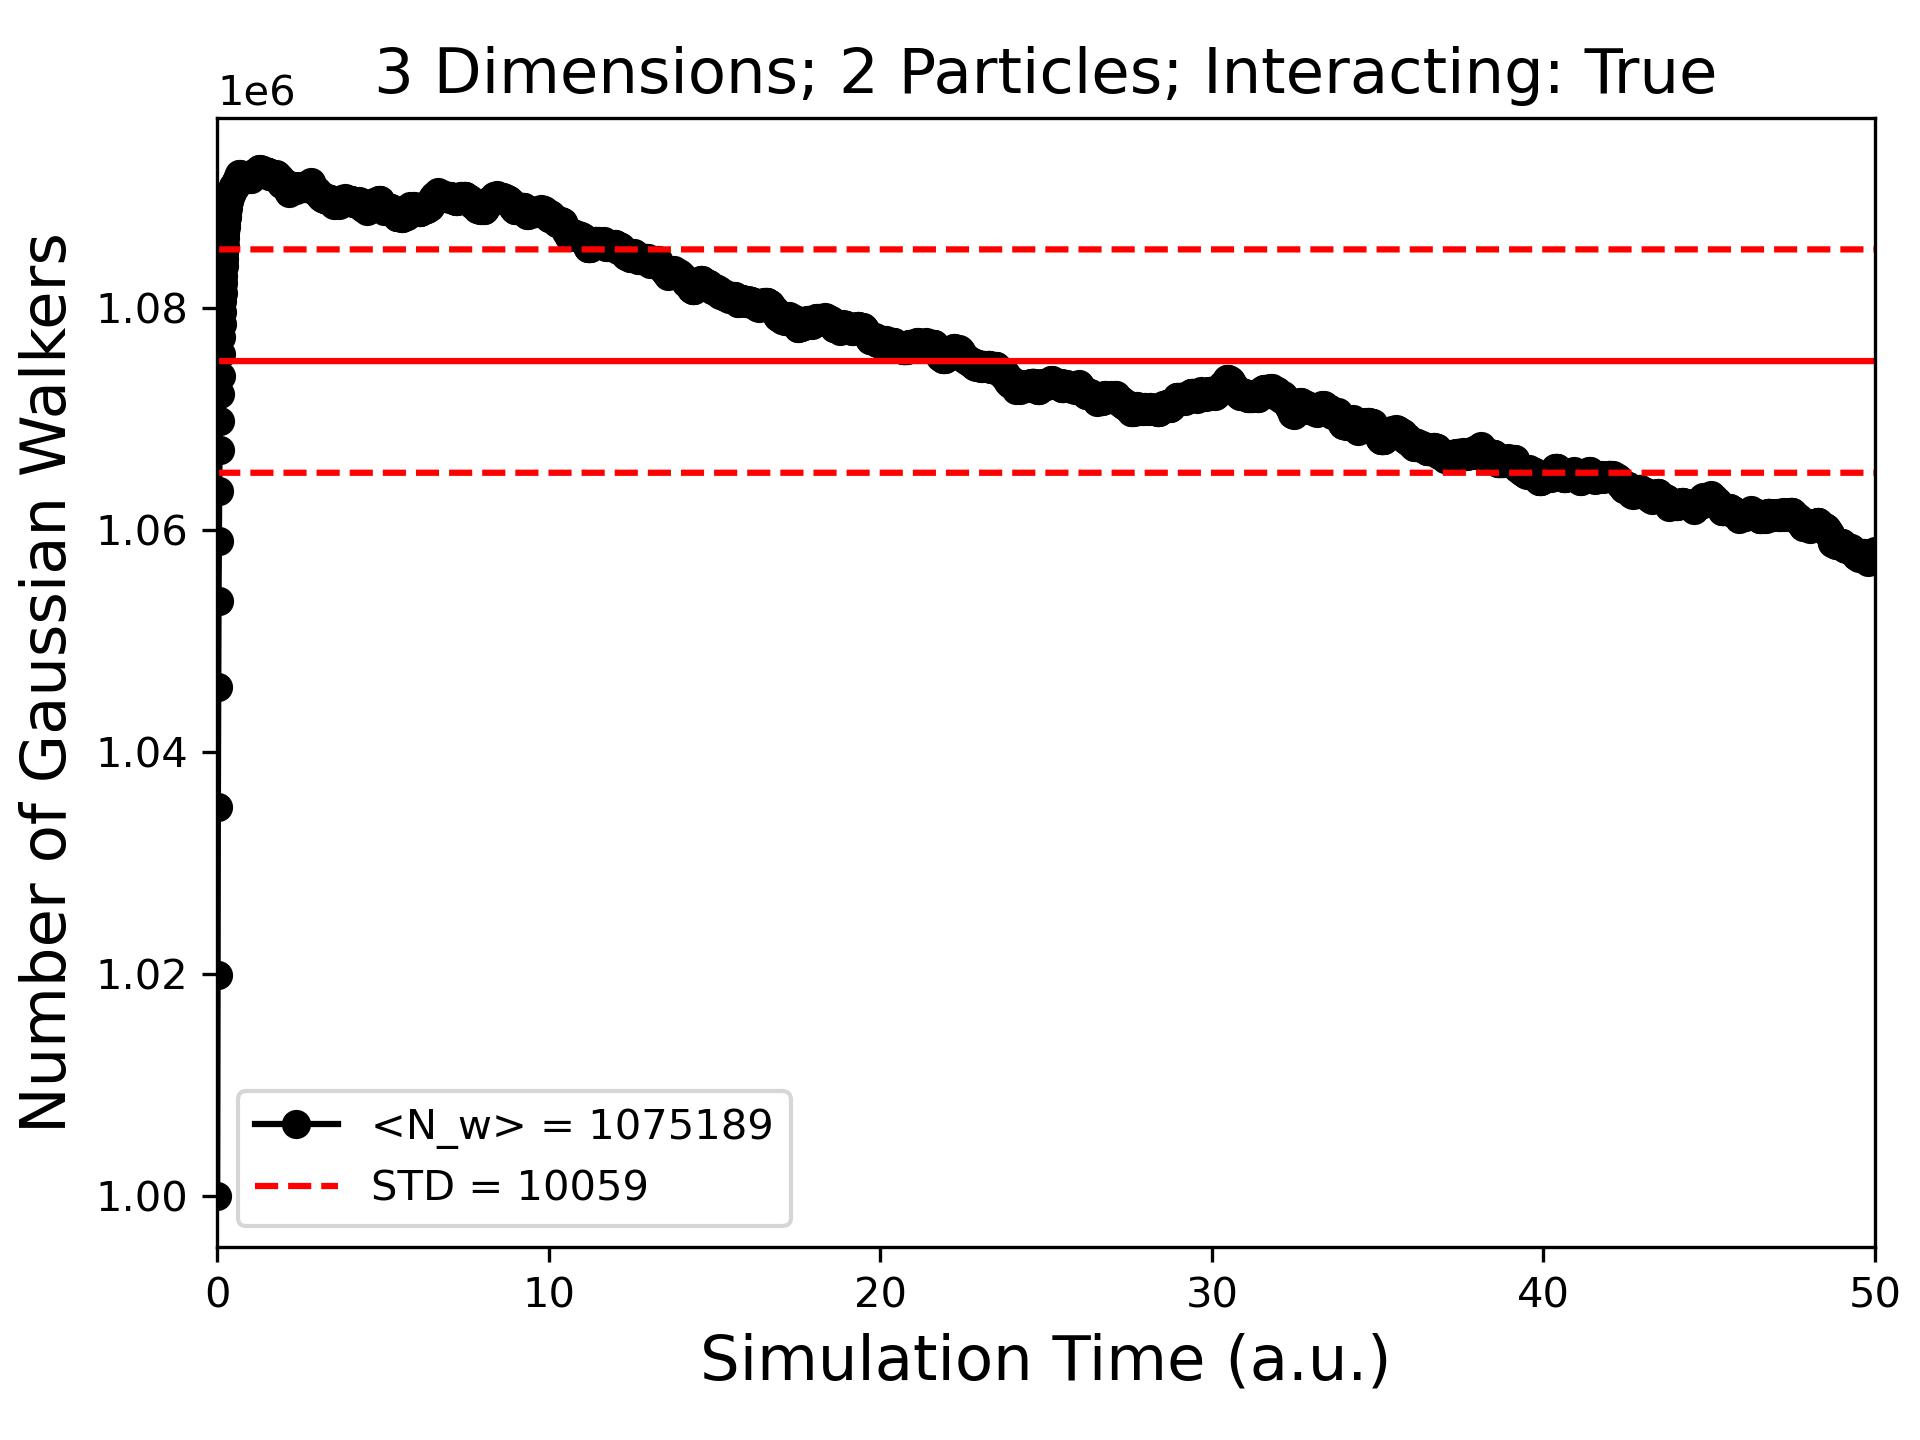 3 Dimensions; 2 Particles; Interacting: True
1e6
Number of Gaussian Walkers
1.08
1.06
1.04
1.02
1.00
<N_w> = 1075189
STD = 10059
0 10 20 30 40 50
Simulation Time (a.u.)